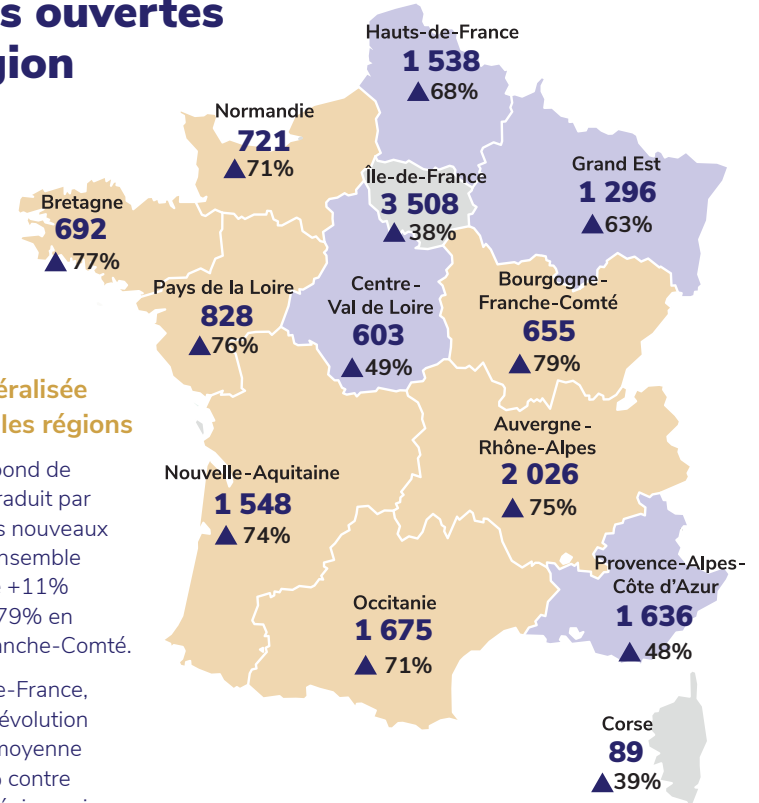 s ouvertes
gion
Hauts-de-France
1 538
▲68%
Normandie
721
▲71%
Île-de-France
3 508
▲38%
Grand Est
1 296
▲63%
Bretagne
692
▲77%
Pays de la Loire
828
▲76%
Centre-
Val de Loire
603
▲49%
Bourgogne-
Franche-Comté
655
▲79%
éralisée
les régions
Auvergne-
Rhône-Alpes
2 026
▲75%
Nouvelle-Aquitaine
1 548
▲74%
ond de
raduit par
s nouveaux
nsemble
+11%
79% en
anche-Comté.
Provence-Alpes-
Côte d'Azur
1 636
▲48%
Occitanie
1 675
▲71%
e-France,
évolution
moyenne
contre
Corse
89
▲39%